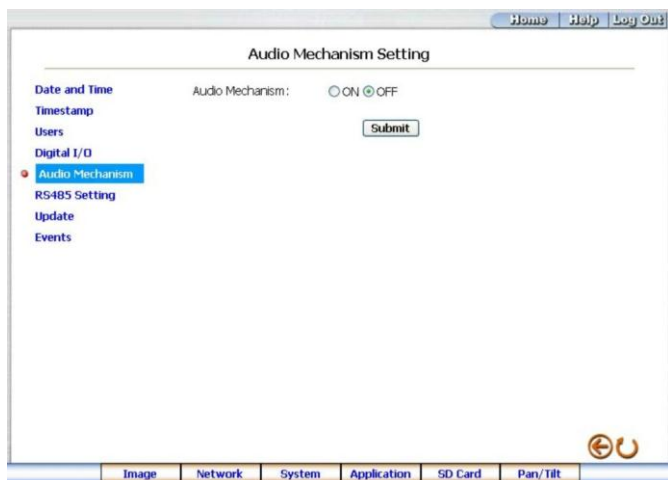 Home Help Log Out
Audio Mechanism Setting
Date and Time
Audio Mechanism: ON OFF
Timestamp
Submit
Users
Digital I/O
Audio Mechanism
RS485 Setting
Update
Events
Image Network System Application SD Card Pan/Tilt